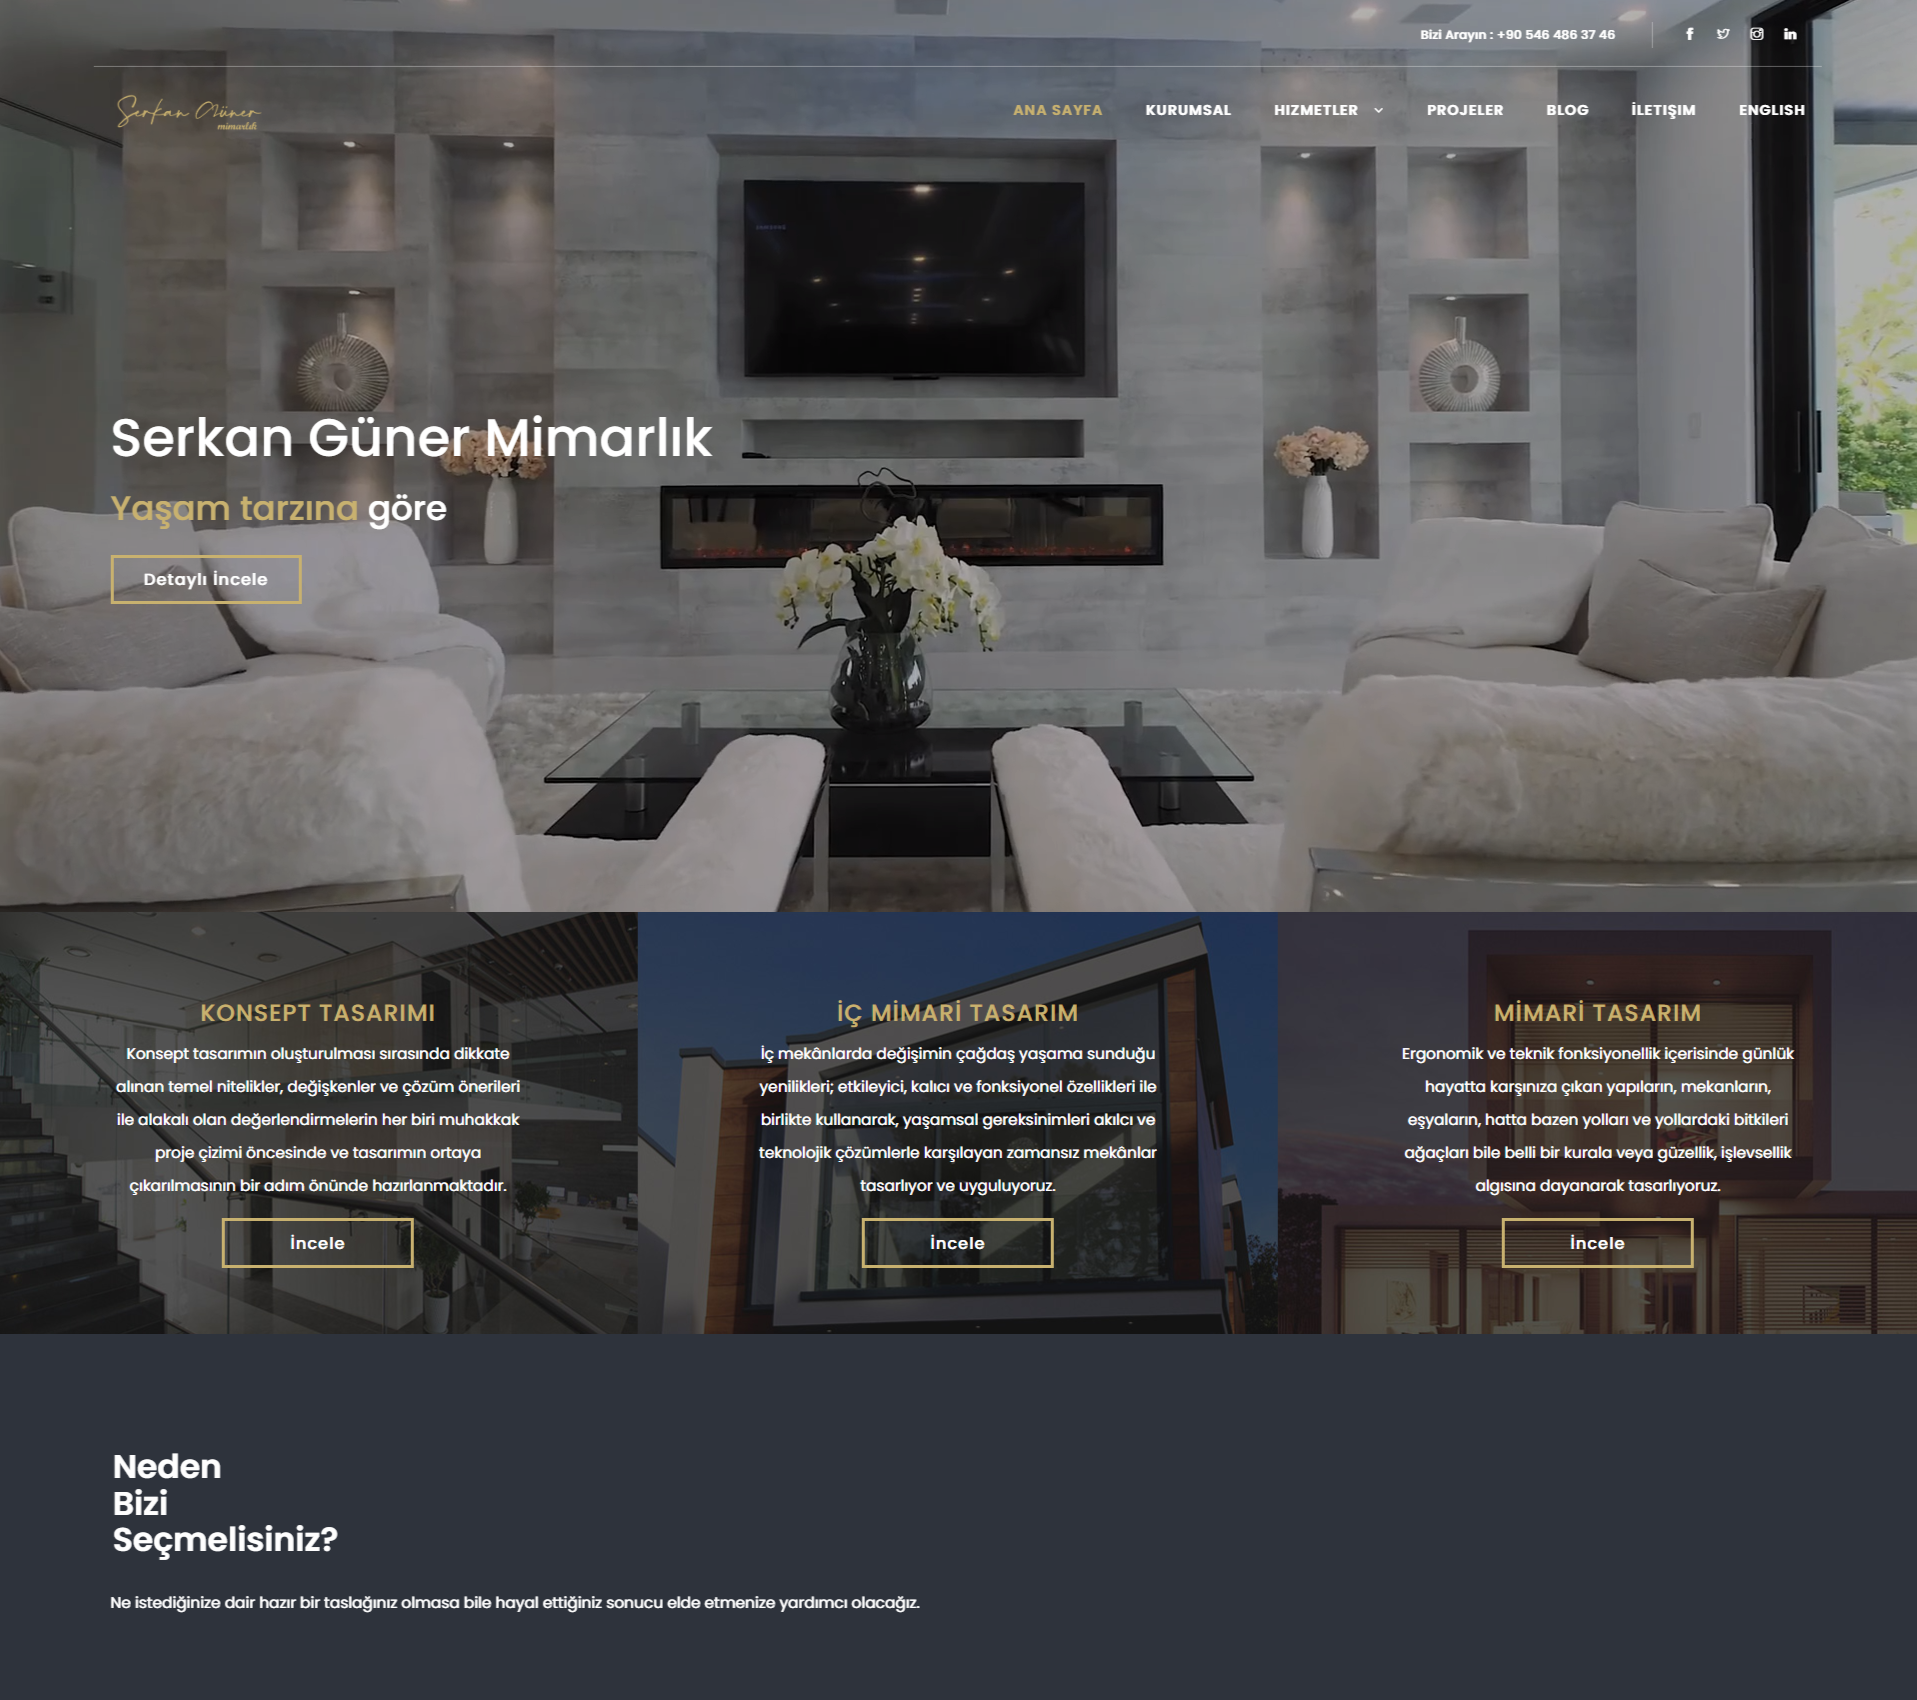 Bizi Arayın : +90 546 486 37 46
Serkan Güner
mimarlık
ANA SAYFA
KURUMSAL
HIZMETLER
PROJELER
BLOG
İLETIŞIM
ENGLISH
SAMSUNG
Serkan Güner Mimarlık
Yaşam tarzına göre
Detaylı İncele
KONSEPT TASARIMI
Konsept tasarımın oluşturulması sırasında dikkate
alınan temel nitelikler, değişkenler ve çözüm önerileri
ile alakalı olan değerlendirmelerin her biri muhakkak
proje çizimi öncesinde ve tasarımın ortaya
çıkarılmasının bir adım önünde hazırlanmaktadır.
İncele
İÇ MİMARİ TASARIM
İç mekânlarda değişimin çağdaş yaşama sunduğu
yenilikleri; etkileyici, kalıcı ve fonksiyonel özellikleri ile
birlikte kullanarak, yaşamsal gereksinimleri akılcı ve
teknolojik çözümlerle karşılayan zamansız mekânlar
tasarlıyor ve uyguluyoruz.
İncele
MİMARİ TASARIM
Ergonomik ve teknik fonksiyonellik içerisinde günlük
hayatta karşınıza çıkan yapıların, mekanların,
eşyaların, hatta bazen yolları ve yollardaki bitkileri
ağaçları bile belli bir kurala veya güzellik, işlevsellik
algısına dayanarak tasarlıyoruz.
İncele
Neden
Bizi
Seçmelisiniz?
Ne istediğinize dair hazır bir taslağınız olmasa bile hayal ettiğiniz sonucu elde etmenize yardımcı olacağız.